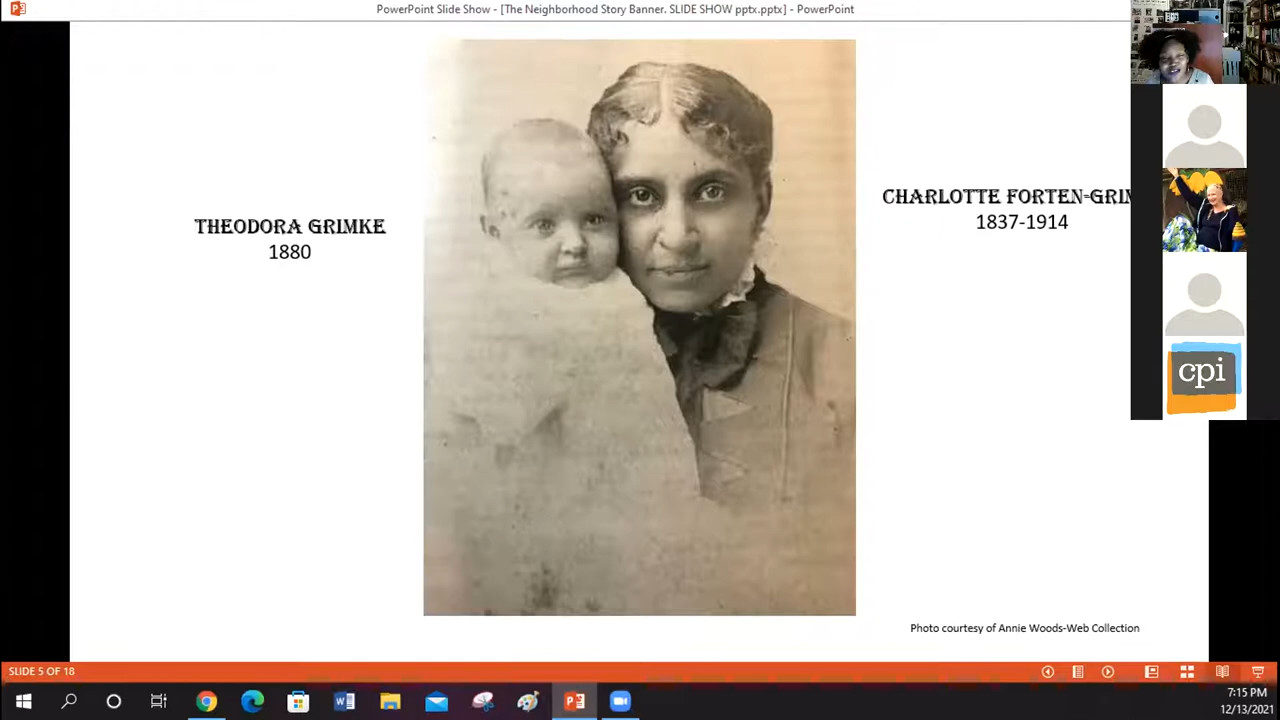 PowerPoint Slide Show - [The Neighborhood Story Banner. SLIDE SHOW pptx.pptx] - PowerPoint
THEODORA GRIMKE
1880
CHARLOTTE FORTEN-GRI
1837-1914
cpi
Photo courtesy of Annie Woods-Web Collection
SLIDE 5 OF 18
7:15 PM
12/13/2021